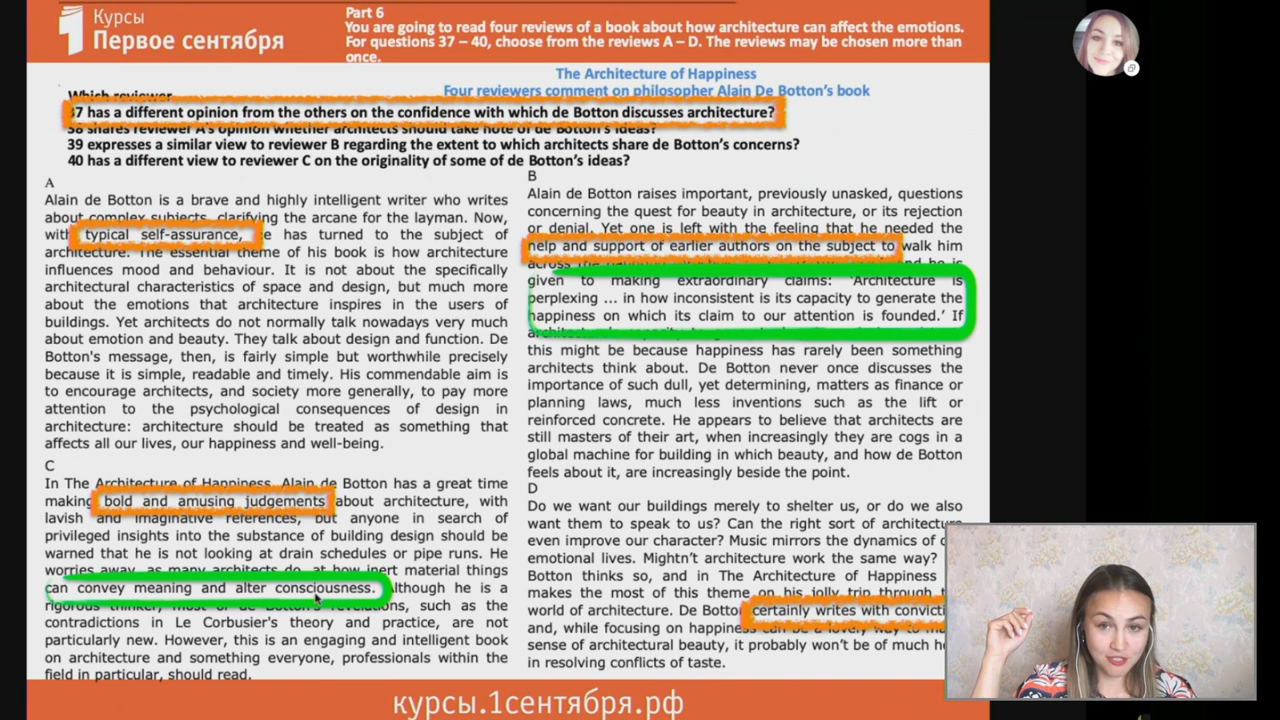 Курсы
Первое сентября
Part 6
You are going to read four reviews of a book about how architecture can affect the emotions.
For questions 37 – 40, choose from the reviews A – D. The reviews may be chosen more than
once.
The Architecture of Happiness
Four reviewers comment on philosopher Alain De Botton's book
Which reviewer
37 has a different opinion from the others on the confidence with which de Botton discusses architecture?
38 shares reviewer A's opinion whether architects should take note of de Botton's ideas?
39 expresses a similar view to reviewer B regarding the extent to which architects share de Botton's concerns?
40 has a different view to reviewer C on the originality of some of de Botton's ideas?
A
Alain de Botton is a brave and highly intelligent writer who writes
about complex subjects, clarifying the arcane for the layman. Now,
with typical self-assurance, he has turned to the subject of
architecture. The essential theme of his book is how architecture
influences mood and behaviour. It is not about the specifically
architectural characteristics of space and design, but much more
about the emotions that architecture inspires in the users of
buildings. Yet architects do not normally talk nowadays very much
about emotion and beauty. They talk about design and function. De
Botton's message, then, is fairly simple but worthwhile precisely
because it is simple, readable and timely. His commendable aim is
to encourage architects, and society more generally, to pay more
attention to the psychological consequences of design in
architecture: architecture should be treated as something that
affects all our lives, our happiness and well-being.
B
Alain de Botton raises important, previously unasked, questions
concerning the quest for beauty in architecture, or its rejection
or denial. Yet one is left with the feeling that he needed the
help and support of earlier authors on the subject to walk him
across the and he is
given to making extraordinary claims: 'Architecture is
perplexing ... in how inconsistent is its capacity to generate the
happiness on which its claim to our attention is founded.' If
this might be because happiness has rarely been something
architects think about. De Botton never once discusses the
importance of such dull, yet determining, matters as finance or
planning laws, much less inventions such as the lift or
reinforced concrete. He appears to believe that architects are
still masters of their art, when increasingly they are cogs in a
global machine for building in which beauty, and how de Botton
feels about it, are increasingly beside the point.
C
In The Architecture of Happiness, Alain de Botton has a great time
making bold and amusing judgements about architecture, with
lavish and imaginative references, but anyone in search of
privileged insights into the substance of building design should be
warned that he is not looking at drain schedules or pipe runs. He
worries away, as many architects do, at how inert material things
can convey meaning and alter consciousness. Although he is a
rigorous thinker, most of de Botton's revelations, such as the
contradictions in Le Corbusier's theory and practice, are not
particularly new. However, this is an engaging and intelligent book
on architecture and something everyone, professionals within the
field in particular, should read.
D
Do we want our buildings merely to shelter us, or do we also
want them to speak to us? Can the right sort of architecture
even improve our character? Music mirrors the dynamics of
emotional lives. Mightn't architecture work the same way?
Botton thinks so, and in The Architecture of Happiness
makes the most of this theme on his jolly trip through
world of architecture. De Botton certainly writes with convicti
and, while focusing on happiness can be a lovely way to
sense of architectural beauty, it probably won't be of much
in resolving conflicts of taste.
курсы.1сентября.рф